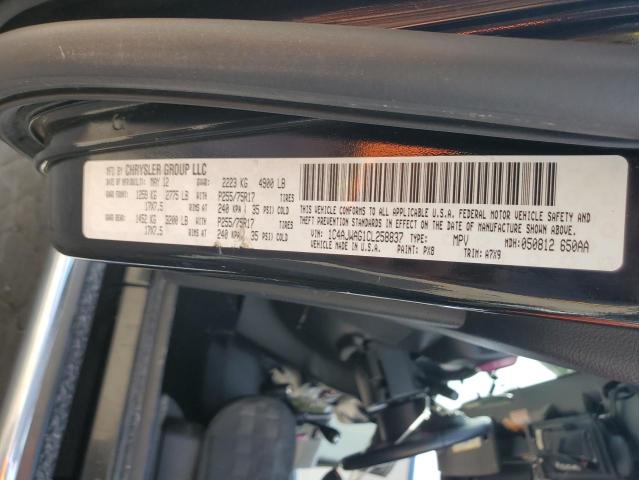 MFD BY CHRYSLER GROUP LLC
DATE OF MFR MAY 12 GVWR: 2223 KG 4900 LB
GAWR FRONT: 1259 KG 2775 LB WITH P255/75R17 TIRES
17X7.5 RIMS AT 240 KPA ( 35 PSI) COLD
GAWR REAR: 1452 KG 3200 LB WITH P255/75R17 TIRES
17X7.5 RIMS AT 240 KPA ( 35 PSI) COLD
THIS VEHICLE CONFORMS TO ALL APPLICABLE U.S.A. FEDERAL MOTOR VEHICLE SAFETY
AND THEFT PREVENTION STANDARDS IN EFFECT ON THE DATE OF MANUFACTURE SHOWN ABOVE.
VIN: 1C4AJWAG1CL258837 TYPE: MPV MDH: 050812 650AA
MADE IN U.S.A. PAINT: PX8 TRIM: A7X9